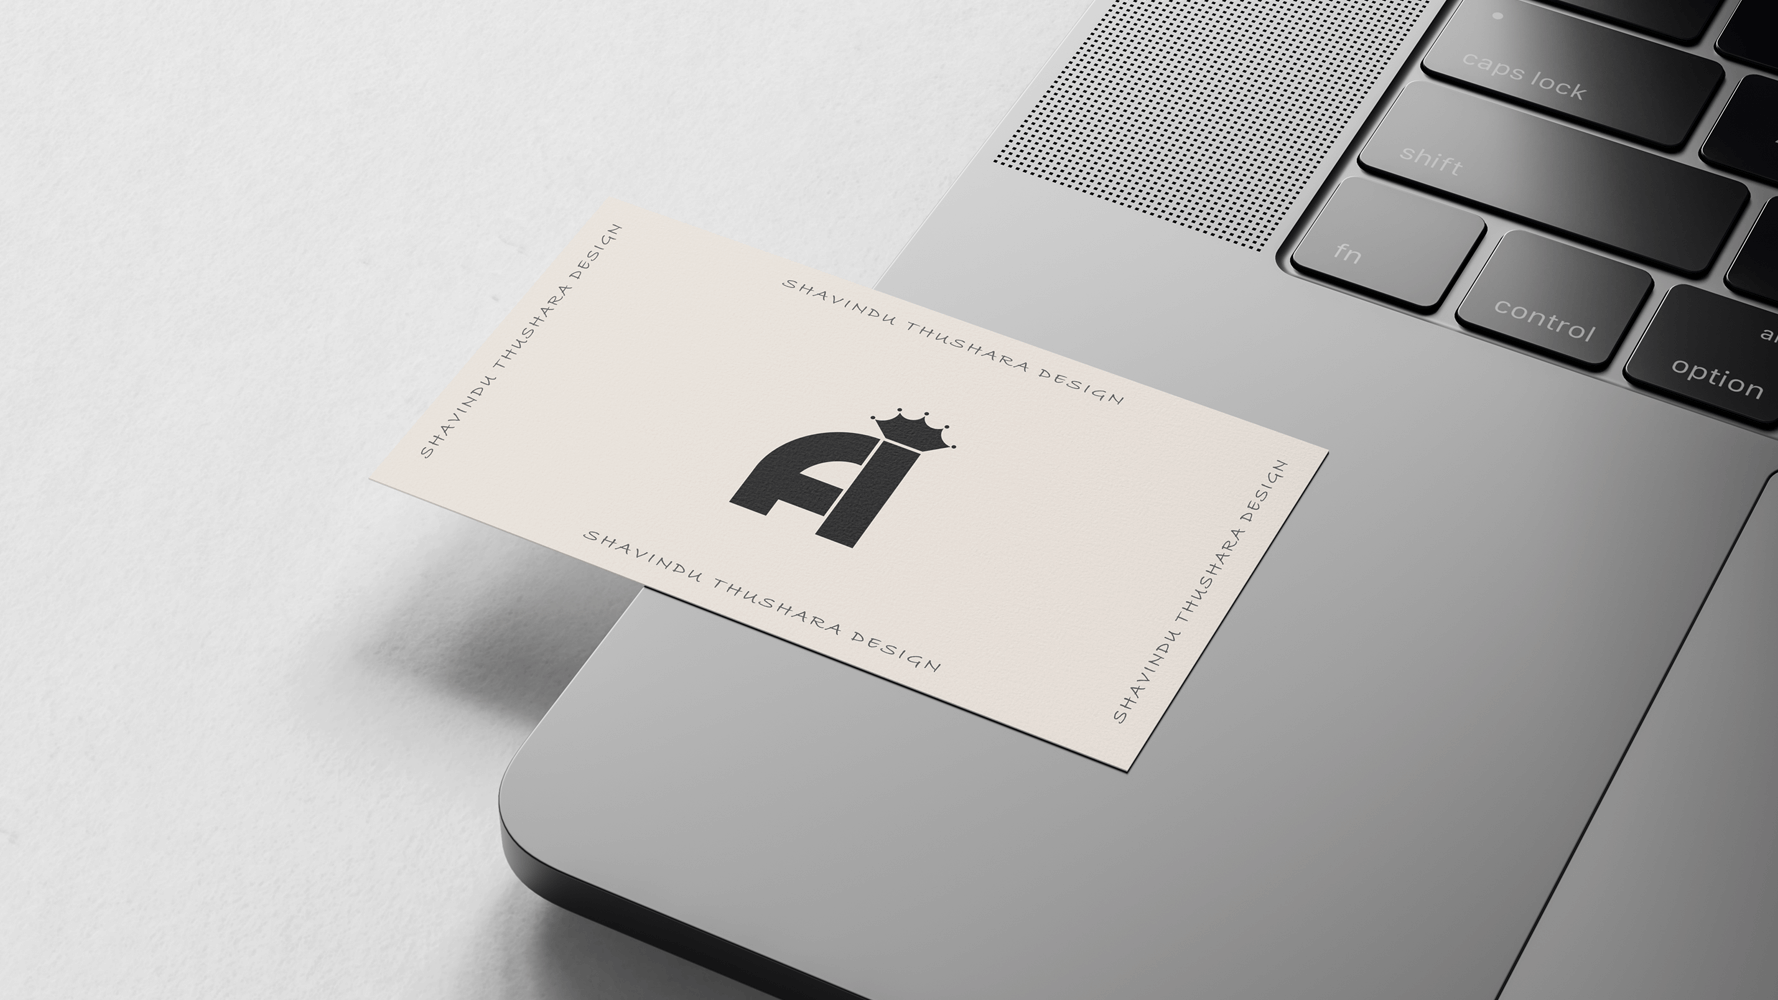 caps lock
shift
fn
control
option
SHAVINDU THUSHARA DESIGN
SHAVINDU THUSHARA DESIGN
AI
SHAVINDU THUSHARA DESIGN
SHAVINDU THUSHARA DESIGN